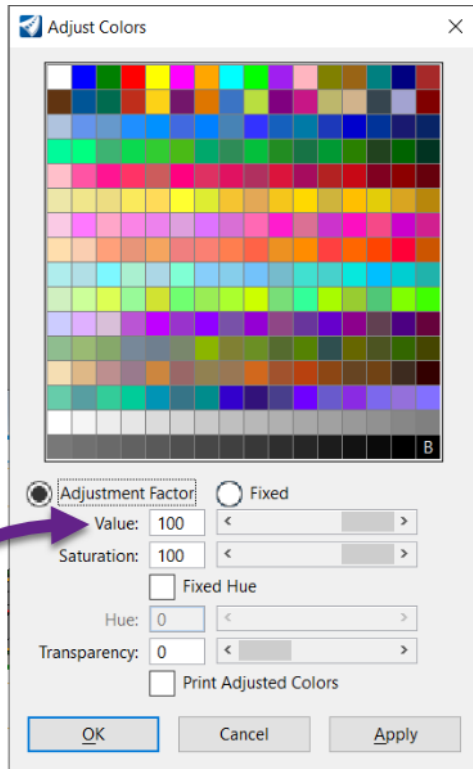 Adjust Colors
B
Adjustment Factor Fixed
Value: 100
Saturation: 100
Fixed Hue
Hue: 0
Transparency: 0
Print Adjusted Colors
OK Cancel Apply